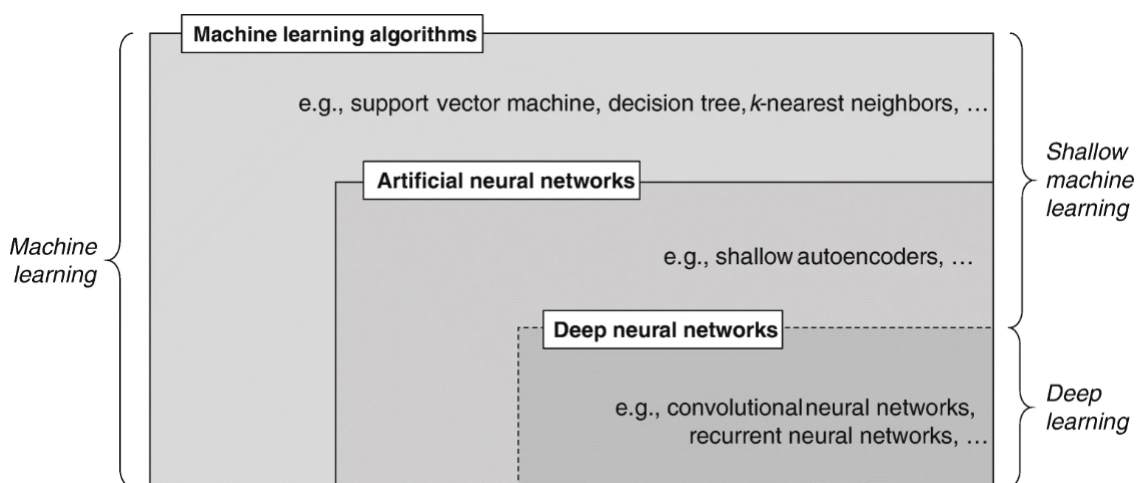 Machine learning algorithms
e.g., support vector machine, decision tree, k-nearest neighbors, …
Shallow
machine
learning
Artificial neural networks
Machine
learning
e.g., shallow autoencoders, …
Deep neural networks
e.g., convolutional neural networks,
recurrent neural networks, …
Deep
learning